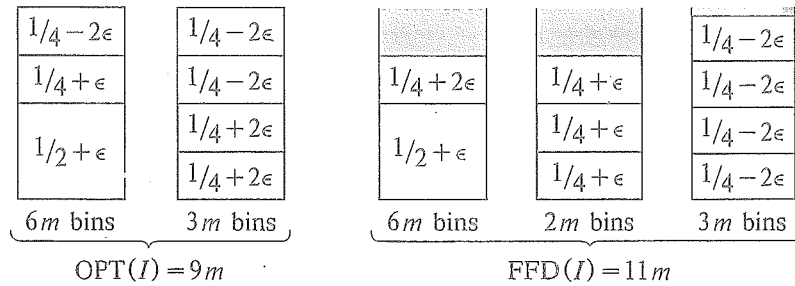 1/4 − 2ϵ
1/4 + ϵ
1/2 + ϵ
6m bins
1/4 − 2ϵ
1/4 − 2ϵ
1/4 + 2ϵ
1/4 + 2ϵ
3m bins
OPT(I) = 9m
1/4 + 2ϵ
1/2 + ϵ
6m bins
1/4 + ϵ
1/4 + ϵ
1/4 + ϵ
2m bins
1/4 − 2ϵ
1/4 − 2ϵ
1/4 − 2ϵ
1/4 − 2ϵ
3m bins
FFD(I) = 11m